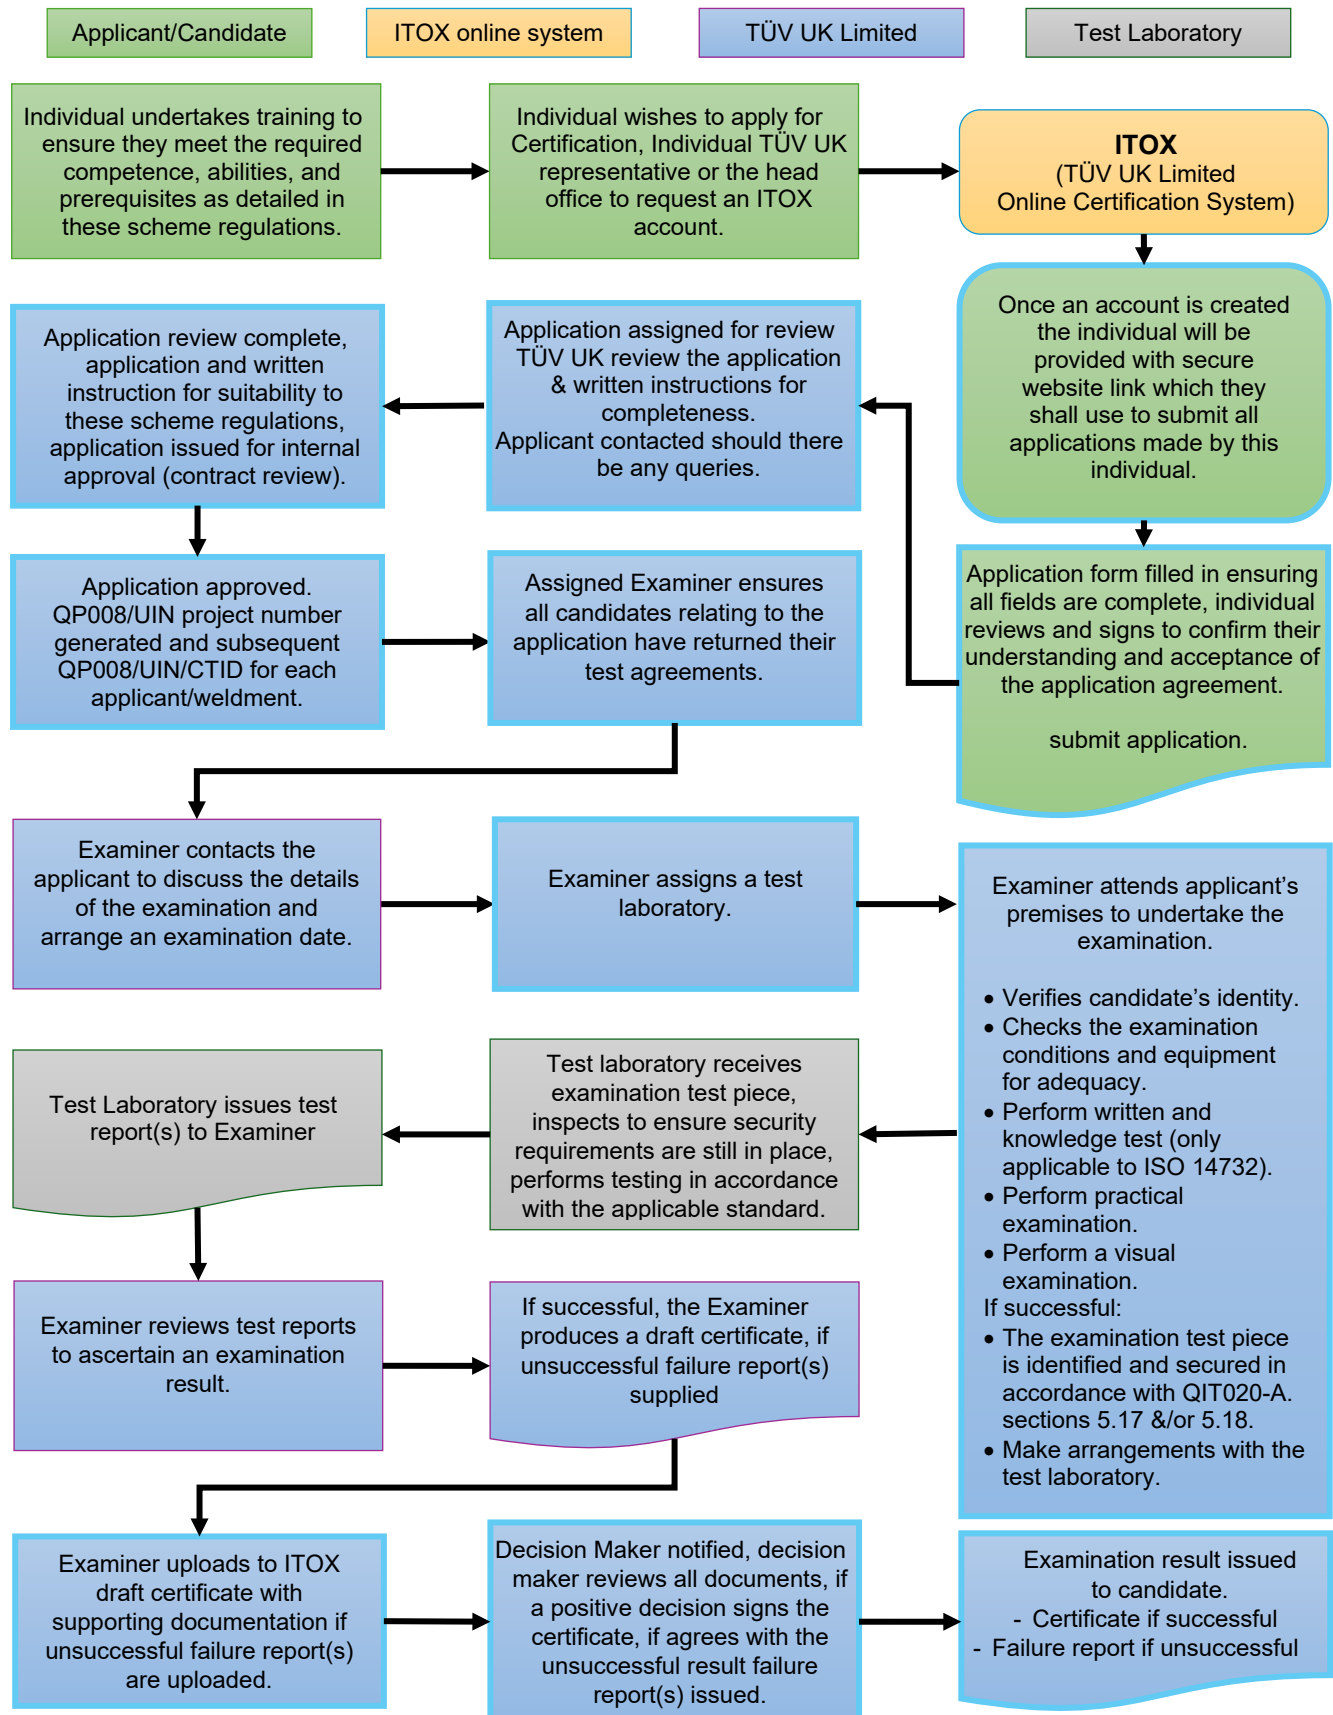 Applicant/Candidate
ITOX online system
TÜV UK Limited
Test Laboratory
Individual undertakes training to
ensure they meet the required
competence, abilities, and
prerequisites as detailed in
these scheme regulations.
Individual wishes to apply for
Certification, Individual TÜV UK
representative or the head
office to request an ITOX
account.
ITOX
(TÜV UK Limited
Online Certification System)
Once an account is created
the individual will be
provided with secure
website link which they
shall use to submit all
applications made by this
individual.
Application form filled in ensuring
all fields are complete, individual
reviews and signs to confirm their
understanding and acceptance of
the application agreement.
submit application.
Application assigned for review
TÜV UK review the application
& written instructions for
completeness.
Applicant contacted should there
be any queries.
Application review complete,
application and written
instruction for suitability to
these scheme regulations,
application issued for internal
approval (contract review).
Application approved.
QP008/UIN project number
generated and subsequent
QP008/UIN/CTID for each
applicant/weldment.
Assigned Examiner ensures
all candidates relating to the
application have returned their
test agreements.
Examiner contacts the
applicant to discuss the details
of the examination and
arrange an examination date.
Examiner assigns a test
laboratory.
Examiner attends applicant’s
premises to undertake the
examination.
• Verifies candidate’s identity.
• Checks the examination
conditions and equipment
for adequacy.
• Perform written and
knowledge test (only
applicable to ISO 14732).
• Perform practical
examination.
• Perform a visual
examination.
If successful:
• The examination test piece
is identified and secured in
accordance with QIT020-A.
sections 5.17 &/or 5.18.
• Make arrangements with the
test laboratory.
Test laboratory receives
examination test piece,
inspects to ensure security
requirements are still in place,
performs testing in accordance
with the applicable standard.
Test Laboratory issues test
report(s) to Examiner
Examiner reviews test reports
to ascertain an examination
result.
If successful, the Examiner
produces a draft certificate, if
unsuccessful failure report(s)
supplied
Examiner uploads to ITOX
draft certificate with
supporting documentation if
unsuccessful failure report(s)
are uploaded.
Decision Maker notified, decision
maker reviews all documents, if
a positive decision signs the
certificate, if agrees with the
unsuccessful result failure
report(s) issued.
Examination result issued
to candidate.
- Certificate if successful
- Failure report if unsuccessful